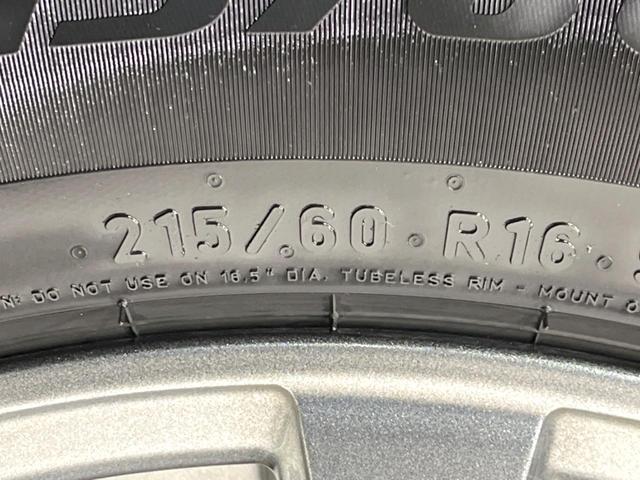 215/60 R16
DO NOT USE ON 16.5" DIA. TUBELESS RIM - MOUNT